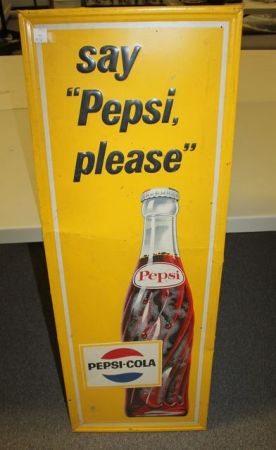 say
"Pepsi,
please"
Pepsi
PEPSI-COLA